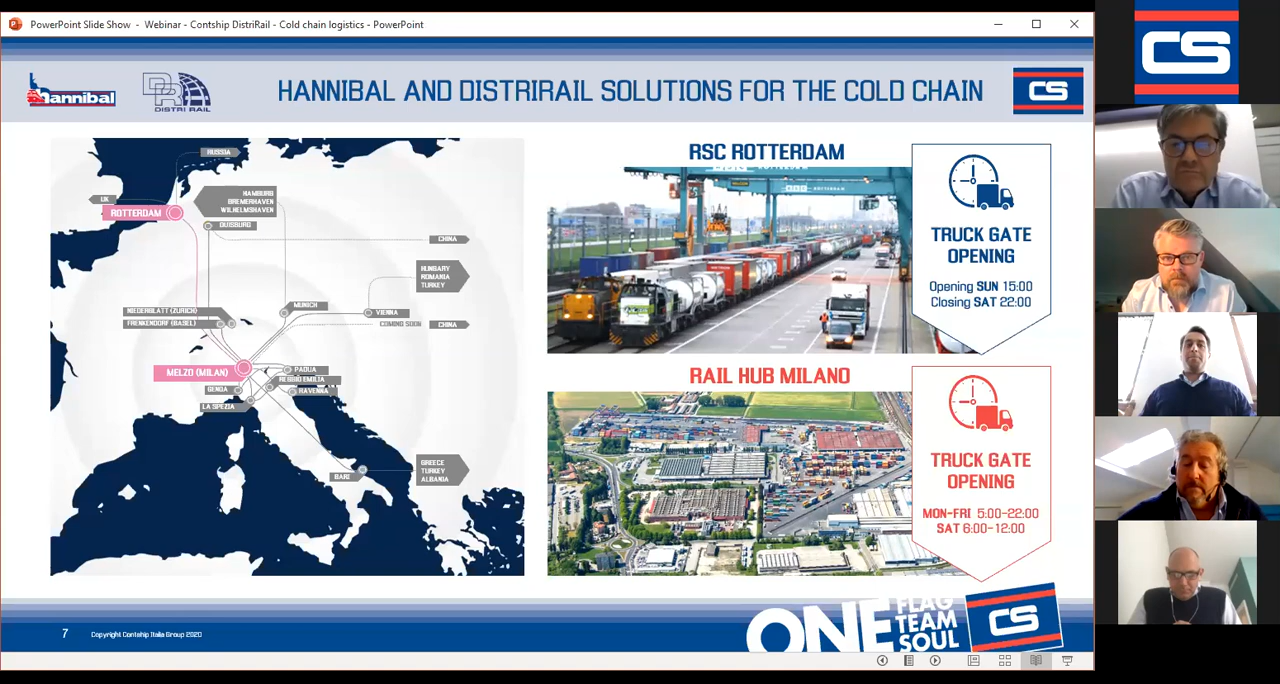 PowerPoint Slide Show - Webinar - Contship DistriRail - Cold chain logistics - PowerPoint
hannibal
DR
DISTRI RAIL
HANNIBAL AND DISTRIRAIL SOLUTIONS FOR THE COLD CHAIN
CS
CS
RUSSIA
UK
ROTTERDAM
HAMBURG
BREMERHAVEN
WILHELMSHAVEN
DUISBURG
CHINA
HUNGARY
ROMANIA
TURKEY
MUNICH
VIENNA
NIEDERGLATT (ZURICH)
FRENKENDORF (BASEL)
COMING SOON
CHINA
MELZO (MILAN)
PADUA
REGGIO EMILIA
RAVENNA
GENOA
LA SPEZIA
BARI
GREECE
TURKEY
ALBANIA
RSC ROTTERDAM
TRUCK GATE
OPENING
Opening SUN 15:00
Closing SAT 22:00
RAIL HUB MILANO
TRUCK GATE
OPENING
MON-FRI 5:00-22:00
SAT 6:00-12:00
7
Copyright Contship Italia Group 2020
ONE
FLAG
TEAM
SOUL
CS